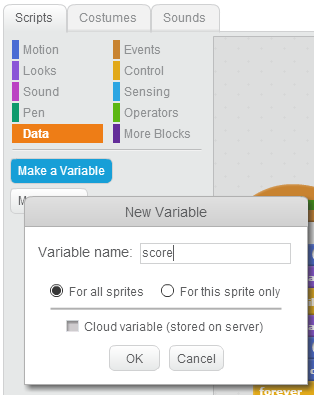 Scripts Costumes Sounds
Motion Events
Looks Control
Sound Sensing
Pen Operators
Data More Blocks
Make a Variable
New Variable
Variable name: score
For all sprites For this sprite only
Cloud variable (stored on server)
OK Cancel
forever